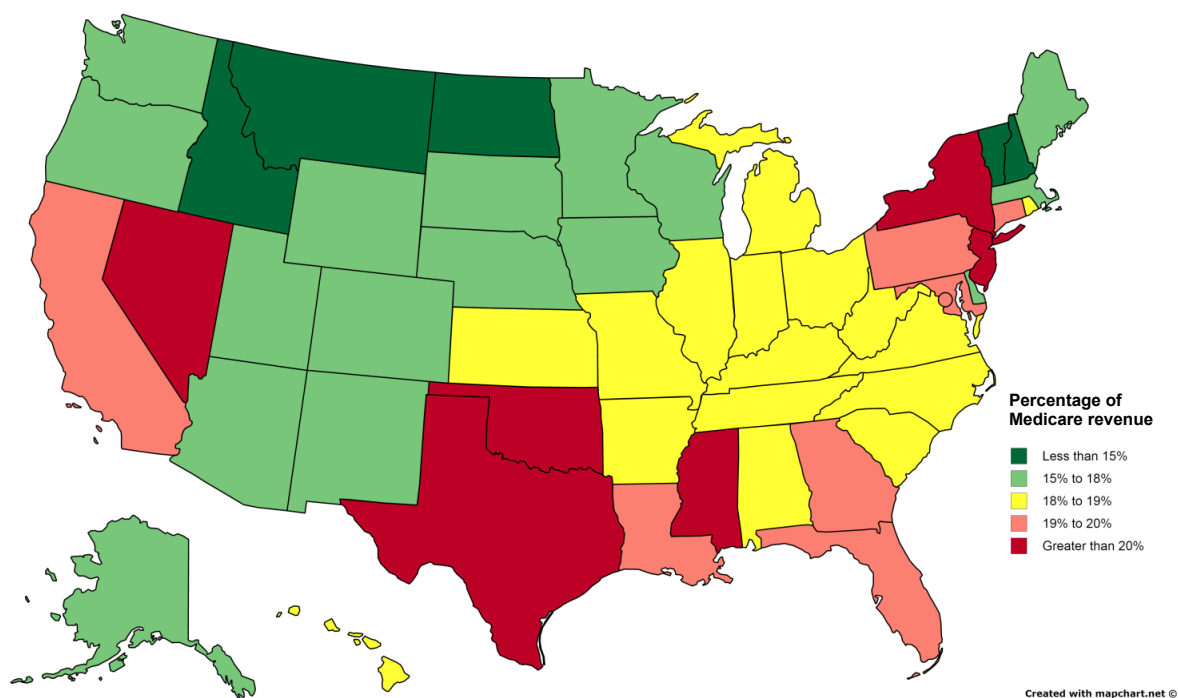 Percentage of
Medicare revenue
Less than 15%
15% to 18%
18% to 19%
19% to 20%
Greater than 20%
Created with mapchart.net ©